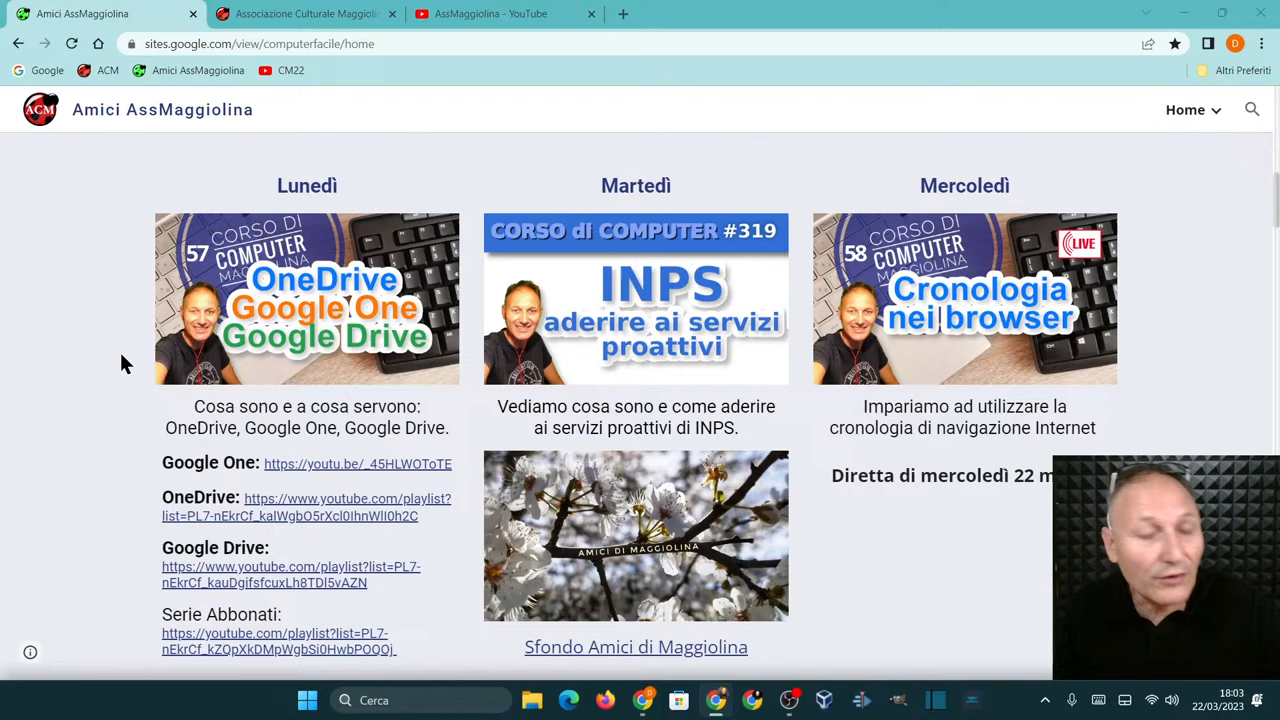 Amici AssMaggiolina
Associazione Culturale Maggiolin
AssMaggiolina - YouTube
sites.google.com/view/computerfacile/home
Google
ACM
Amici AssMaggiolina
CM22
Altri Preferiti
ACM
Amici AssMaggiolina
Home
Lunedì
Martedì
Mercoledì
57
CORSO DI
COMPUTER
MAGGIOLINA
OneDrive
Google One
Google Drive
CORSO di COMPUTER #319
INPS
aderire ai servizi
proattivi
58
CORSO DI
COMPUTER
MAGGIOLINA
LIVE
Cronologia
nei browser
Cosa sono e a cosa servono:
OneDrive, Google One, Google Drive.
Vediamo cosa sono e come aderire
ai servizi proattivi di INPS.
Impariamo ad utilizzare la
cronologia di navigazione Internet
Google One: https://youtu.be/_45HLWOToTE
OneDrive: https://www.youtube.com/playlist?
list=PL7-nEkrCf_kalWgbO5rXcl0IhnWlI0h2C
Google Drive:
https://www.youtube.com/playlist?list=PL7-
nEkrCf_kauDgifsfcuxLh8TDl5vAZN
Serie Abbonati:
https://youtube.com/playlist?list=PL7-
nEkrCf_kZQpXkDMpWgbSi0HwbPOQOj
AMICI DI MAGGIOLINA
Sfondo Amici di Maggiolina
Diretta di mercoledì 22 m
Cerca
18:03
22/03/2023